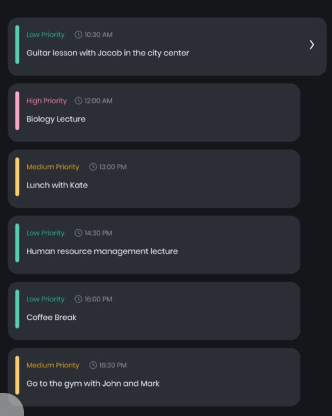 Low Priority 10:30 AM
Guitar lesson with Jacob in the city center
High Priority 12:00 AM
Biology Lecture
Medium Priority 13:00 PM
Lunch with Kate
Low Priority 14:30 PM
Human resource management lecture
Low Priority 16:00 PM
Coffee Break
Medium Priority 18:30 PM
Go to the gym with John and Mark